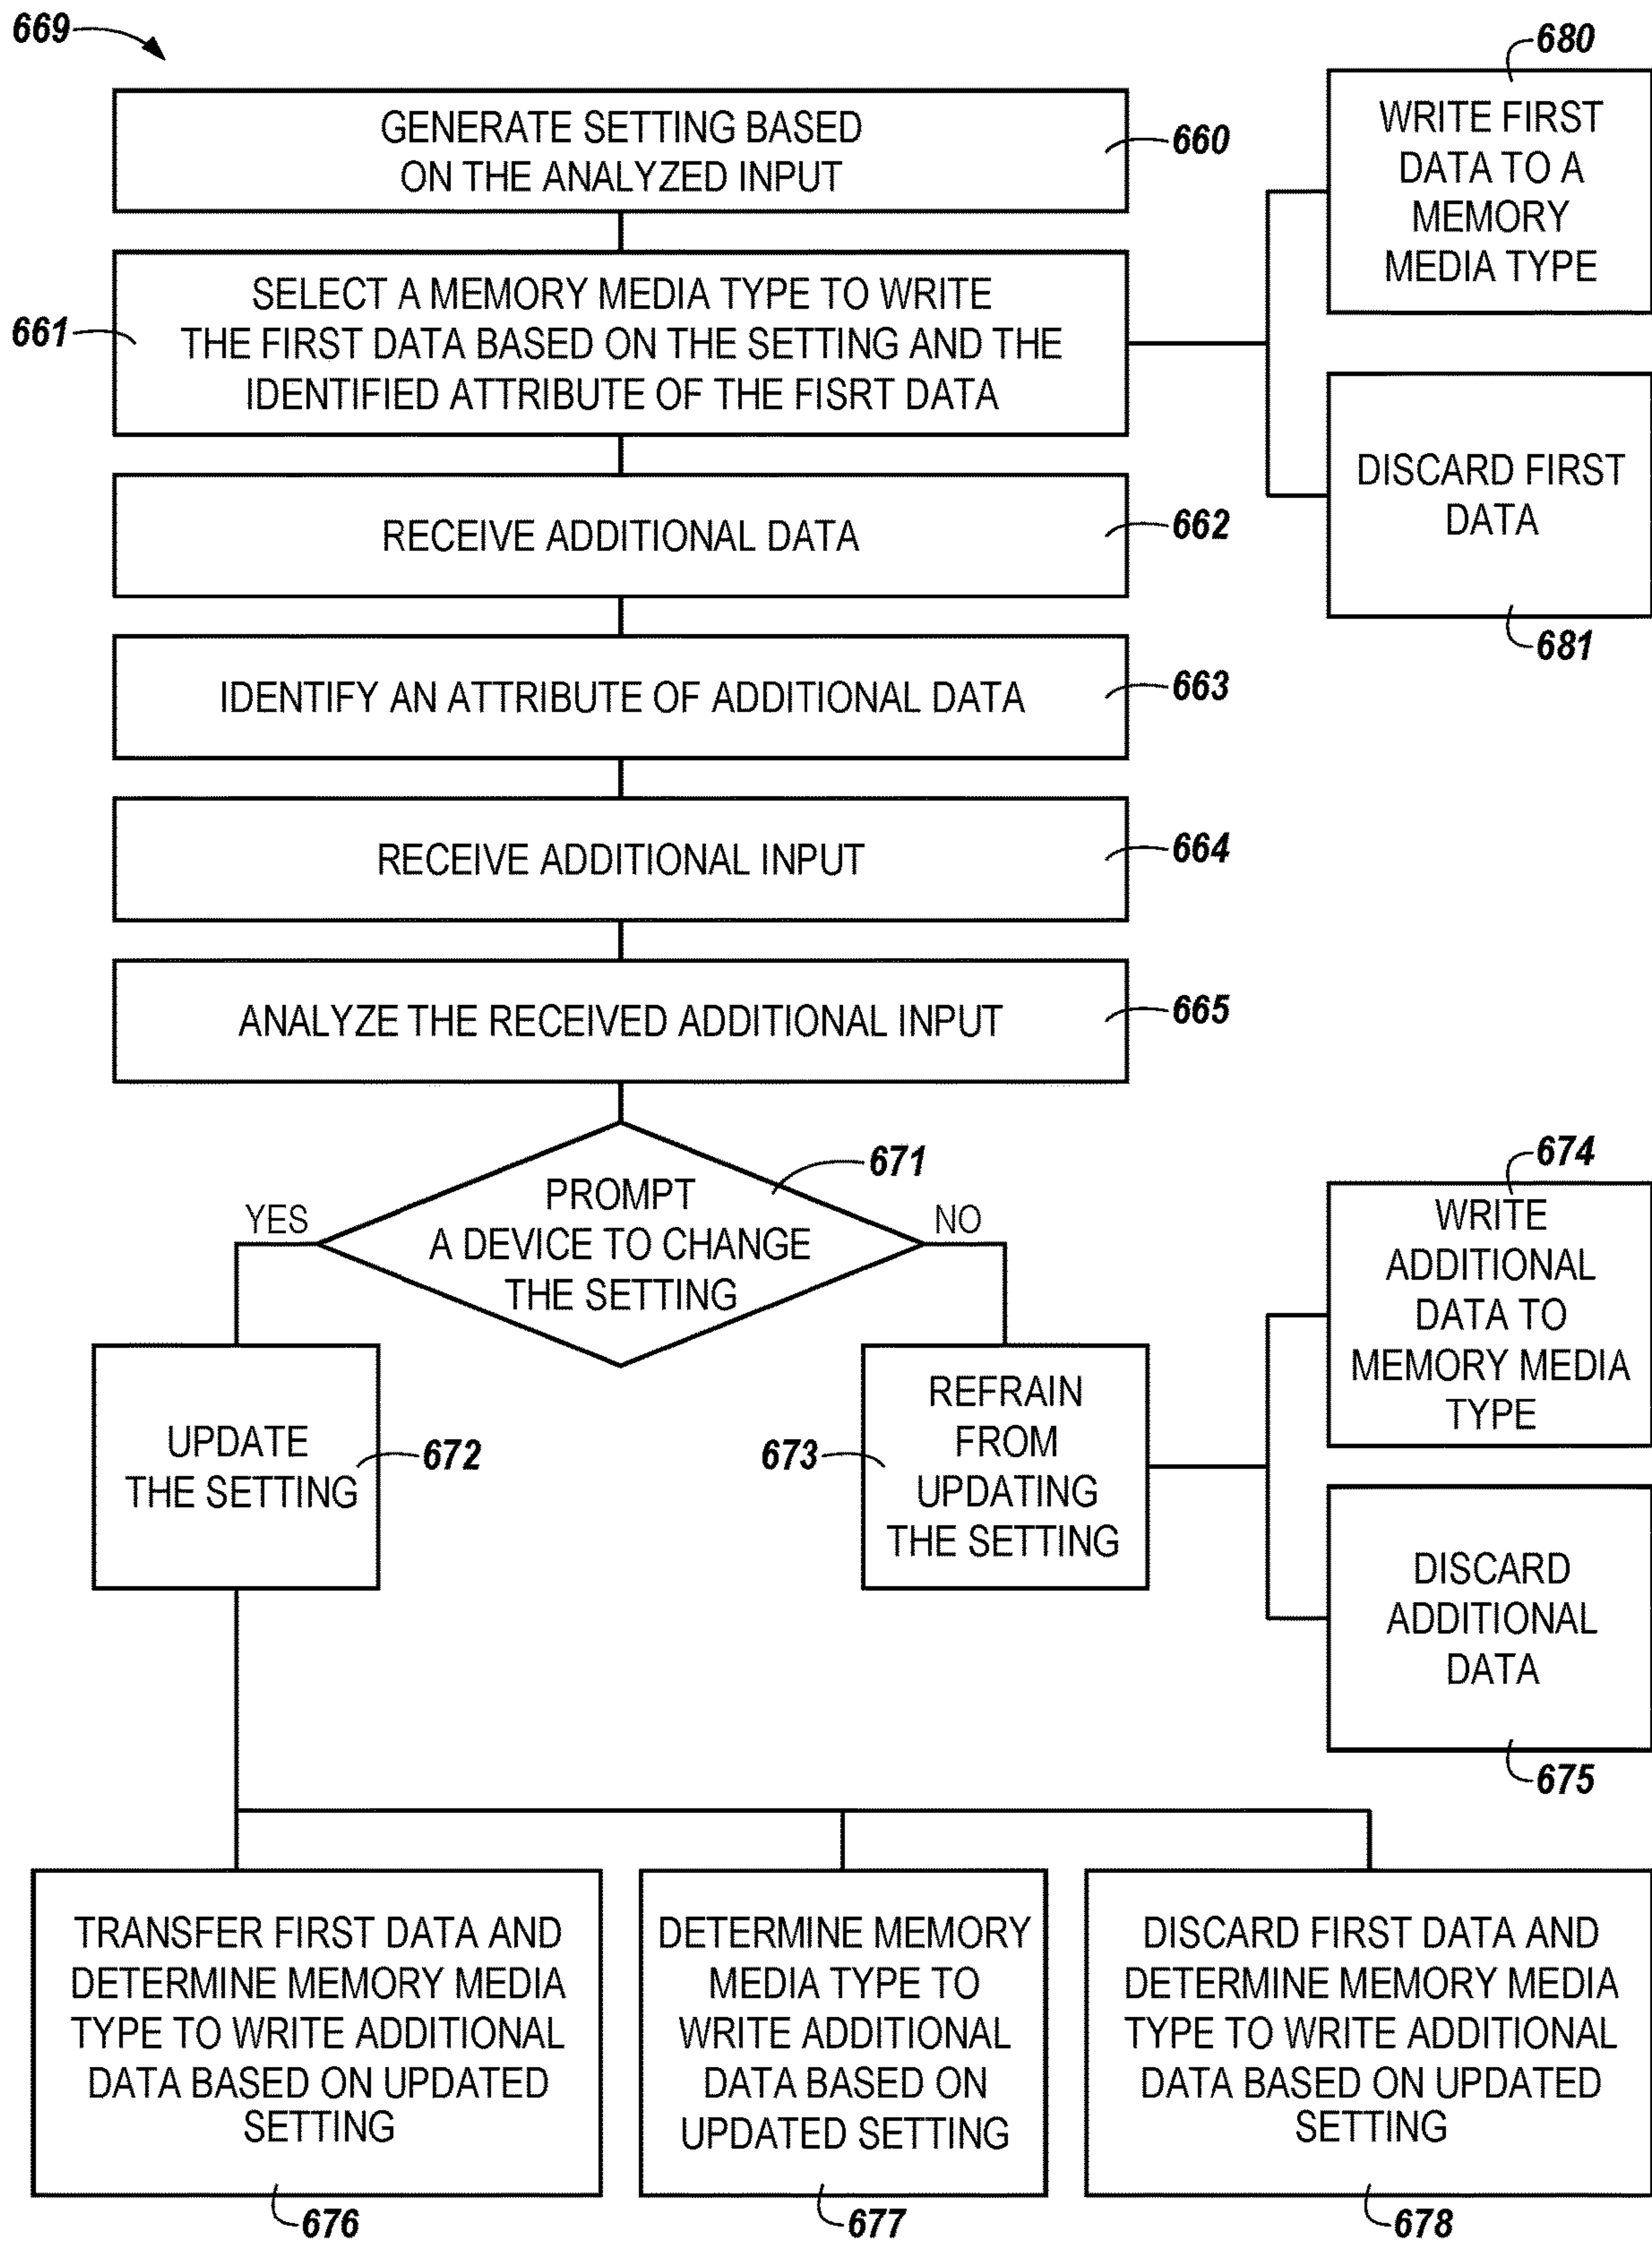 669
GENERATE SETTING BASED
ON THE ANALYZED INPUT
660
680
WRITE FIRST
DATA TO A
MEMORY
MEDIA TYPE
SELECT A MEMORY MEDIA TYPE TO WRITE
THE FIRST DATA BASED ON THE SETTING AND THE
IDENTIFIED ATTRIBUTE OF THE FISRT DATA
661
DISCARD FIRST
DATA
681
RECEIVE ADDITIONAL DATA
662
IDENTIFY AN ATTRIBUTE OF ADDITIONAL DATA
663
RECEIVE ADDITIONAL INPUT
664
ANALYZE THE RECEIVED ADDITIONAL INPUT
665
PROMPT
A DEVICE TO CHANGE
THE SETTING
671
YES
NO
UPDATE
THE SETTING
672
REFRAIN
FROM
UPDATING
THE SETTING
673
674
WRITE
ADDITIONAL
DATA TO
MEMORY MEDIA
TYPE
DISCARD
ADDITIONAL
DATA
675
TRANSFER FIRST DATA AND
DETERMINE MEMORY MEDIA
TYPE TO WRITE ADDITIONAL
DATA BASED ON UPDATED
SETTING
676
DETERMINE MEMORY
MEDIA TYPE TO
WRITE ADDITIONAL
DATA BASED ON
UPDATED SETTING
677
DISCARD FIRST DATA AND
DETERMINE MEMORY MEDIA
TYPE TO WRITE ADDITIONAL
DATA BASED ON UPDATED
SETTING
678